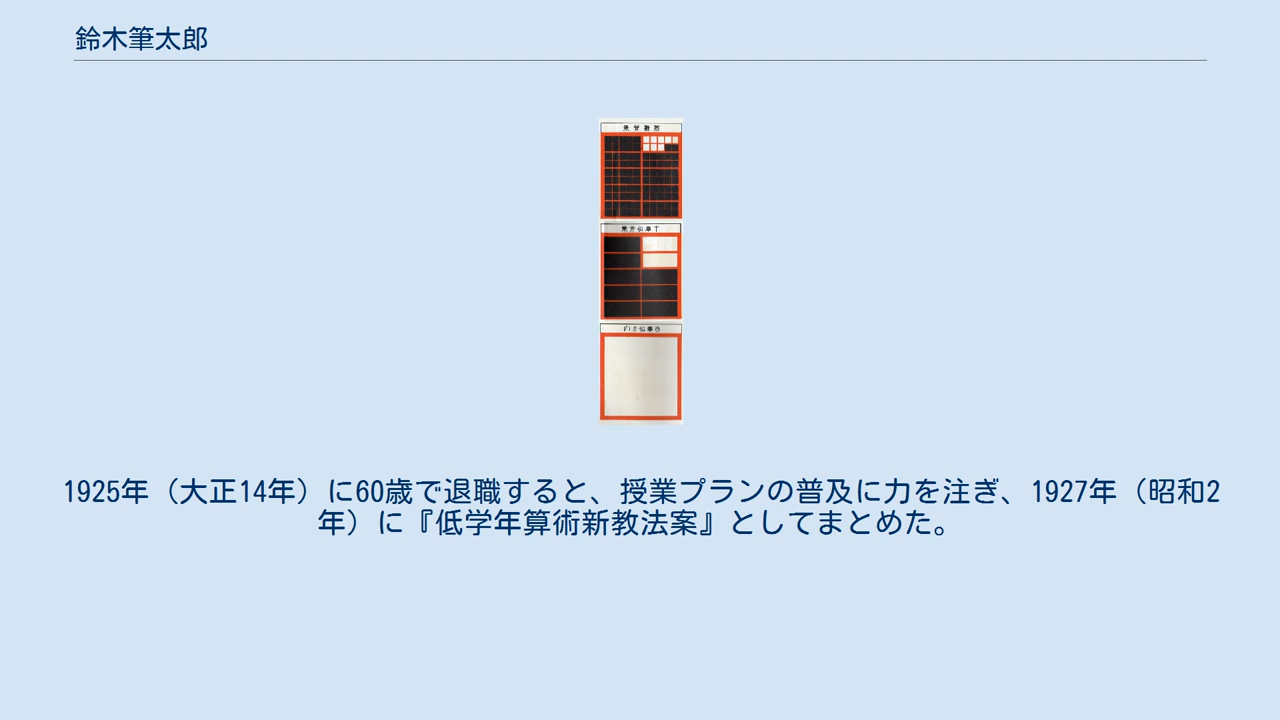 鈴木筆太郎
1925年（大正14年）に60歳で退職すると、授業プランの普及に力を注ぎ、1927年（昭和2
年）に『低学年算術新教法案』としてまとめた。